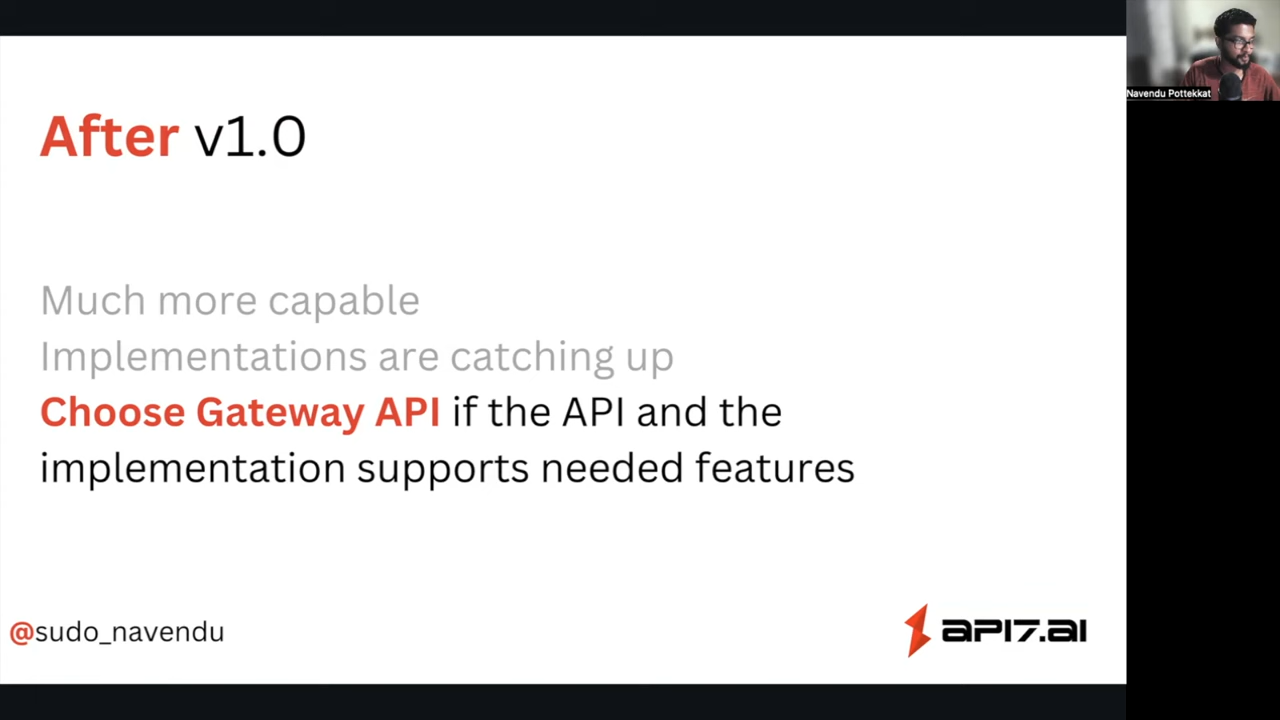 After v1.0
Much more capable
Implementations are catching up
Choose Gateway API if the API and the
implementation supports needed features
@sudo_navendu
API7.AI
Navendu Pottekkat